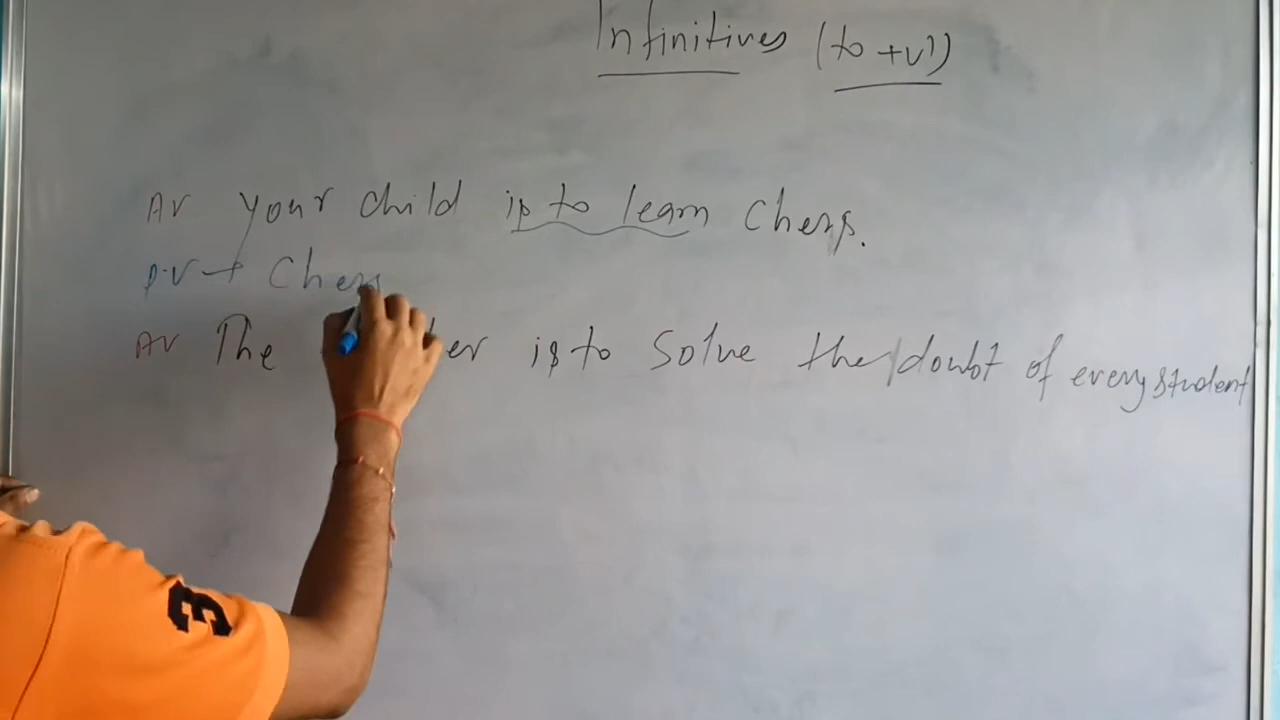 Infinitives (to + v¹)
AV your child is to learn Chess.
P.V → Chess
AV The is to solve the doubt of every student
3